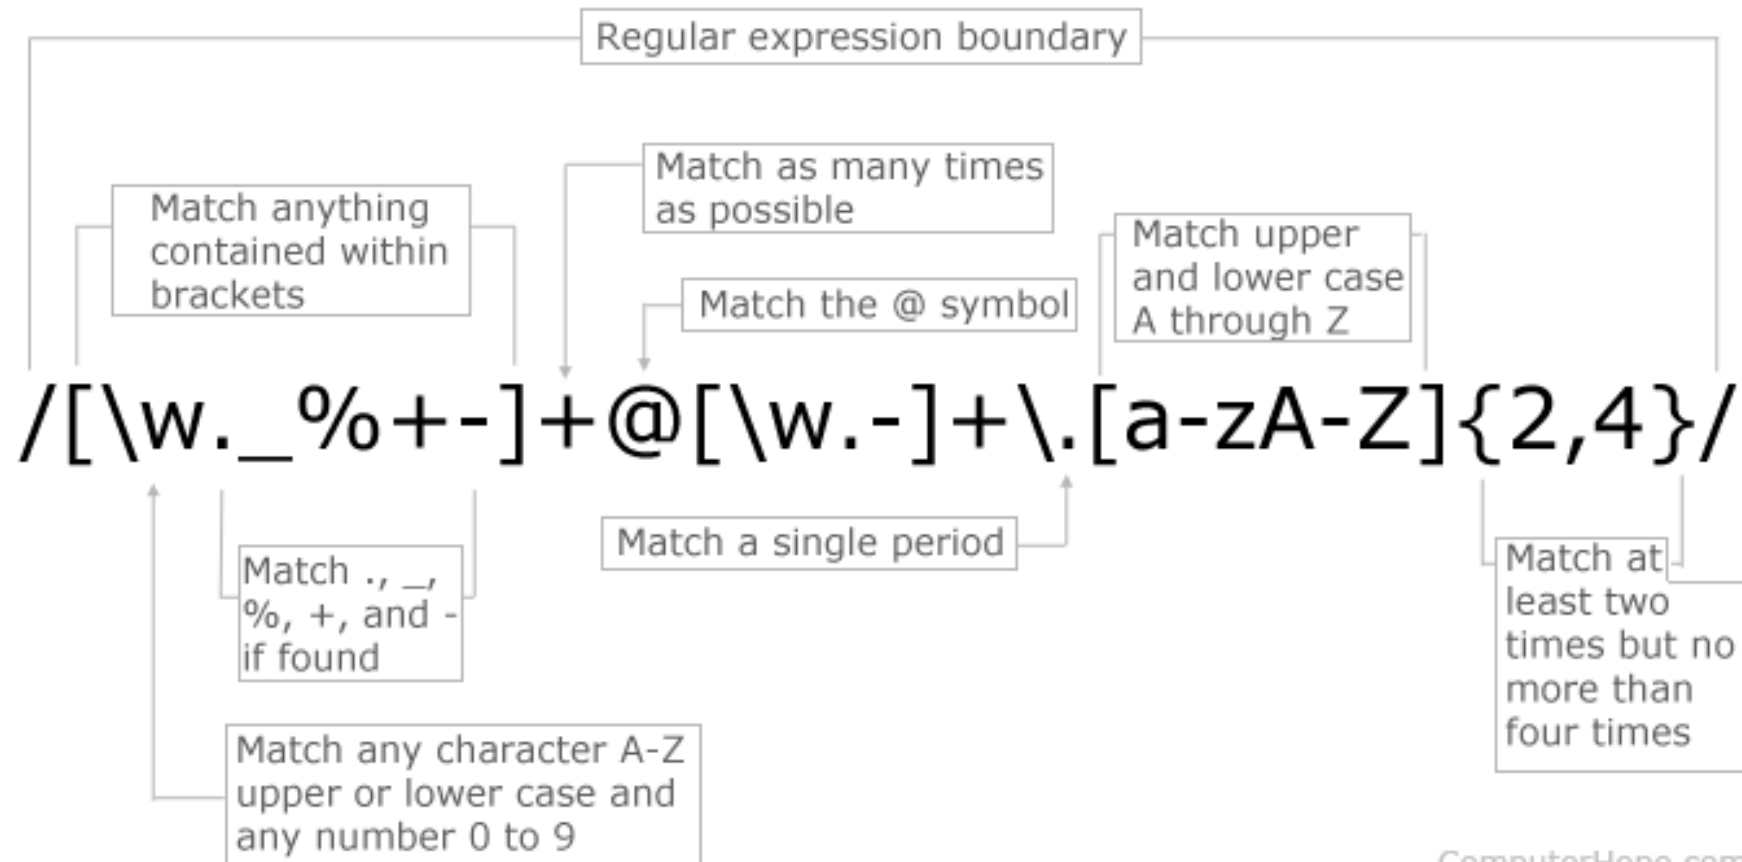 Regular expression boundary
Match as many times
as possible
Match anything
contained within
brackets
Match upper
and lower case
A through Z
Match the @ symbol
/[\w._%+-]+@[\w.-]+\.[a-zA-Z]{2,4}/
Match a single period
Match ., _,
%, +, and -
if found
Match at
least two
times but no
more than
four times
Match any character A-Z
upper or lower case and
any number 0 to 9
ComputerHope.com